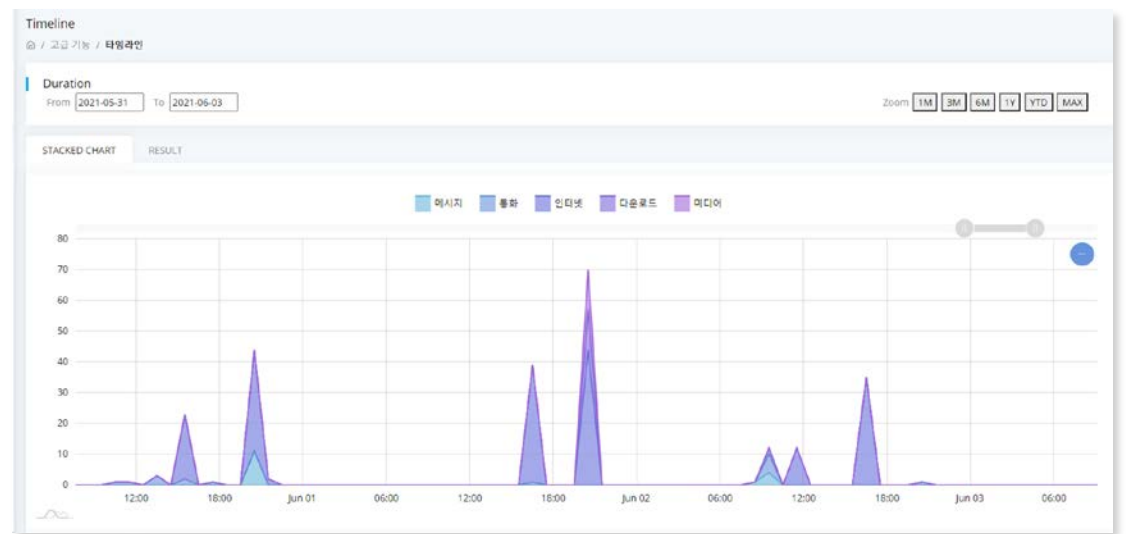 Timeline
/ 고급 기능 / 타임라인
Duration
From 2021-05-31 To 2021-06-03
Zoom 1M 3M 6M 1Y YTD MAX
STACKED CHART RESULT
메시지 통화 인터넷 다운로드 미디어
80
70
60
50
40
30
20
10
0
12:00 18:00 Jun 01 06:00 12:00 18:00 Jun 02 06:00 12:00 18:00 Jun 03 06:00